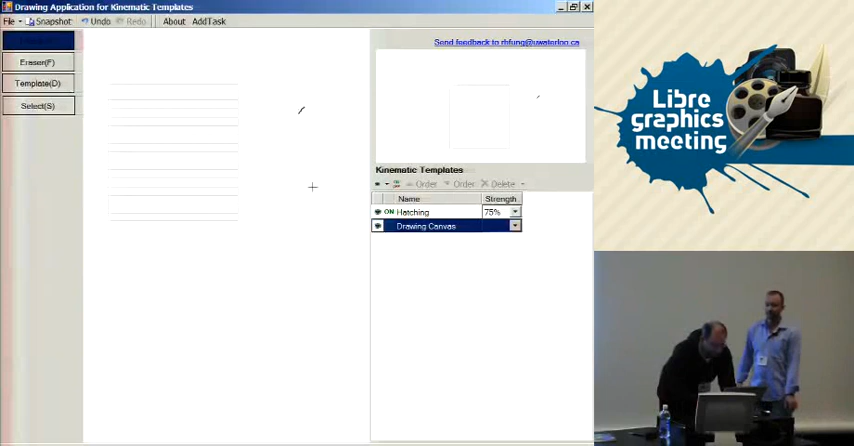 Drawing Application for Kinematic Templates
File Snapshot Undo Redo About AddTask
Eraser(F)
Template(D)
Select(S)
Send feedback to rhfung@uwaterloo.ca
Kinematic Templates
Order Order Delete
Name Strength
ON Hatching 75%
Drawing Canvas
Libre
graphics
meeting